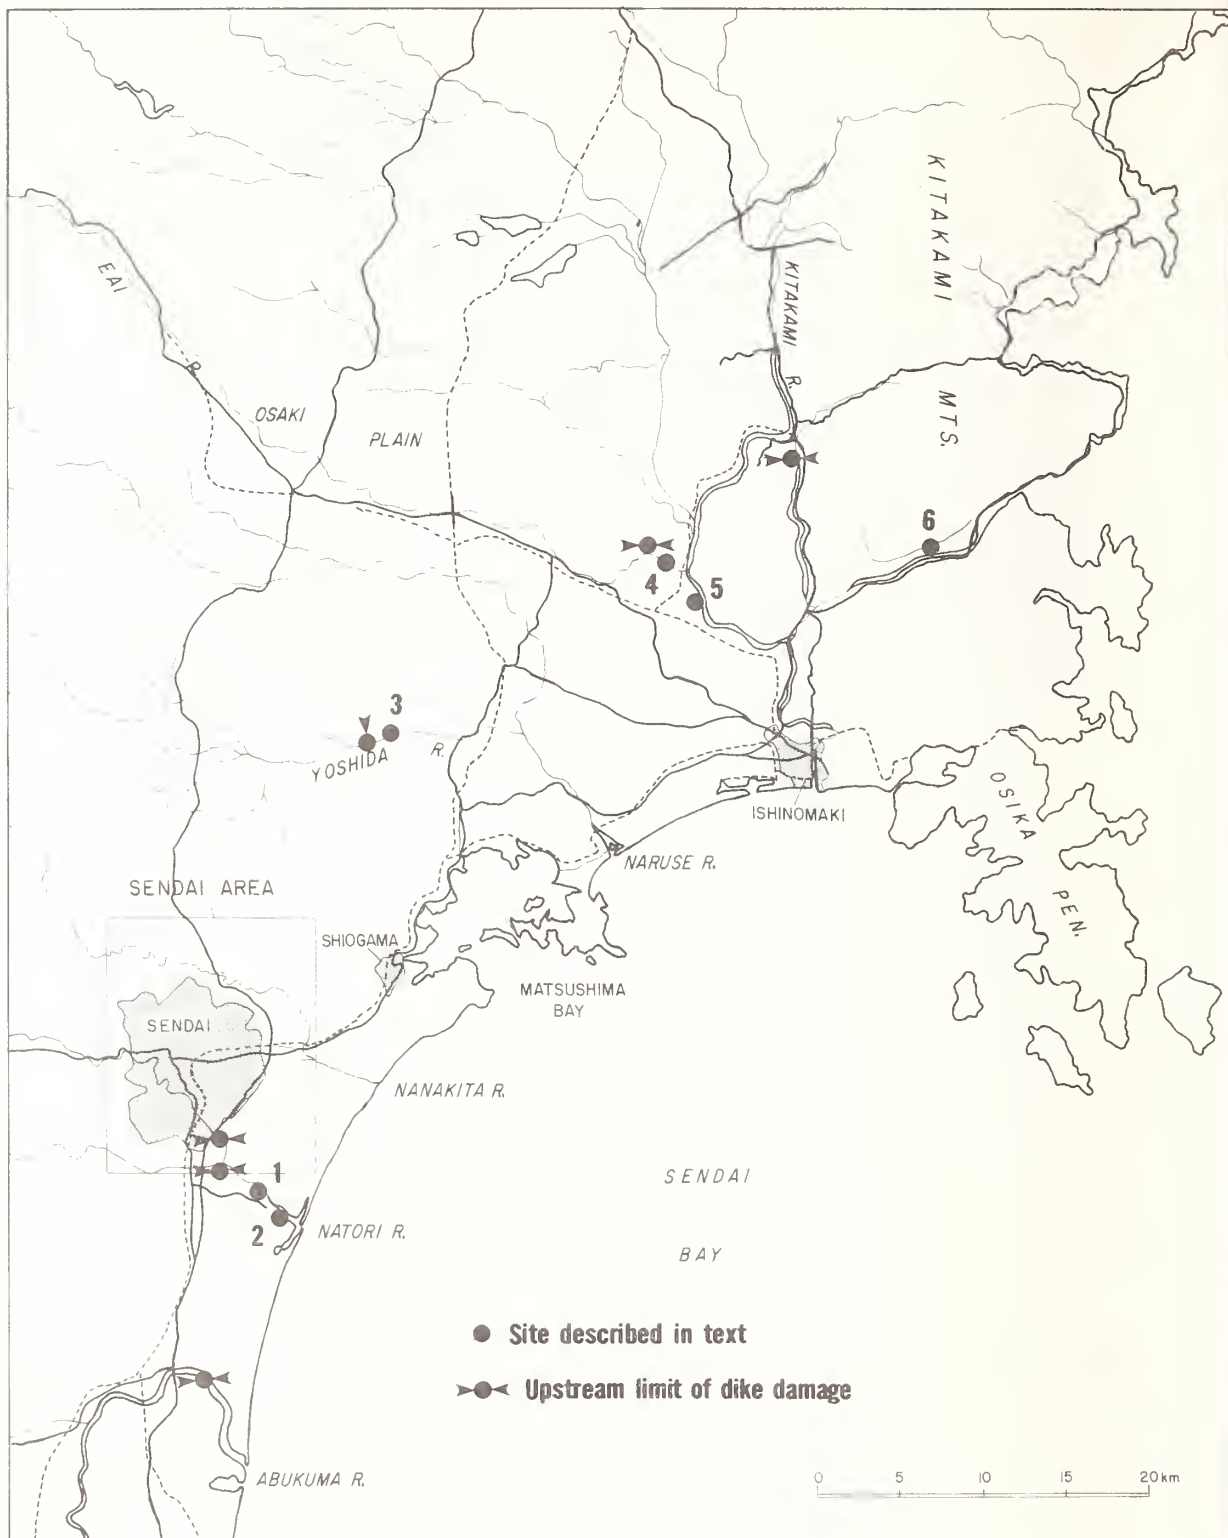 KITAKAMI
MTS.
EAI
R.
KITAKAMI
R.
OSAKI
PLAIN
6
4
5
3
YOSHIDA
R.
ISHINOMAKI
OSIKA
PEN.
NARUSE R.
SENDAI AREA
SHIOGAMA
MATSUSHIMA
BAY
SENDAI
NANAKITA R.
1
2
NATORI R.
SENDAI
BAY
Site described in text
Upstream limit of dike damage
ABUKUMA R.
0 5 10 15 20 km